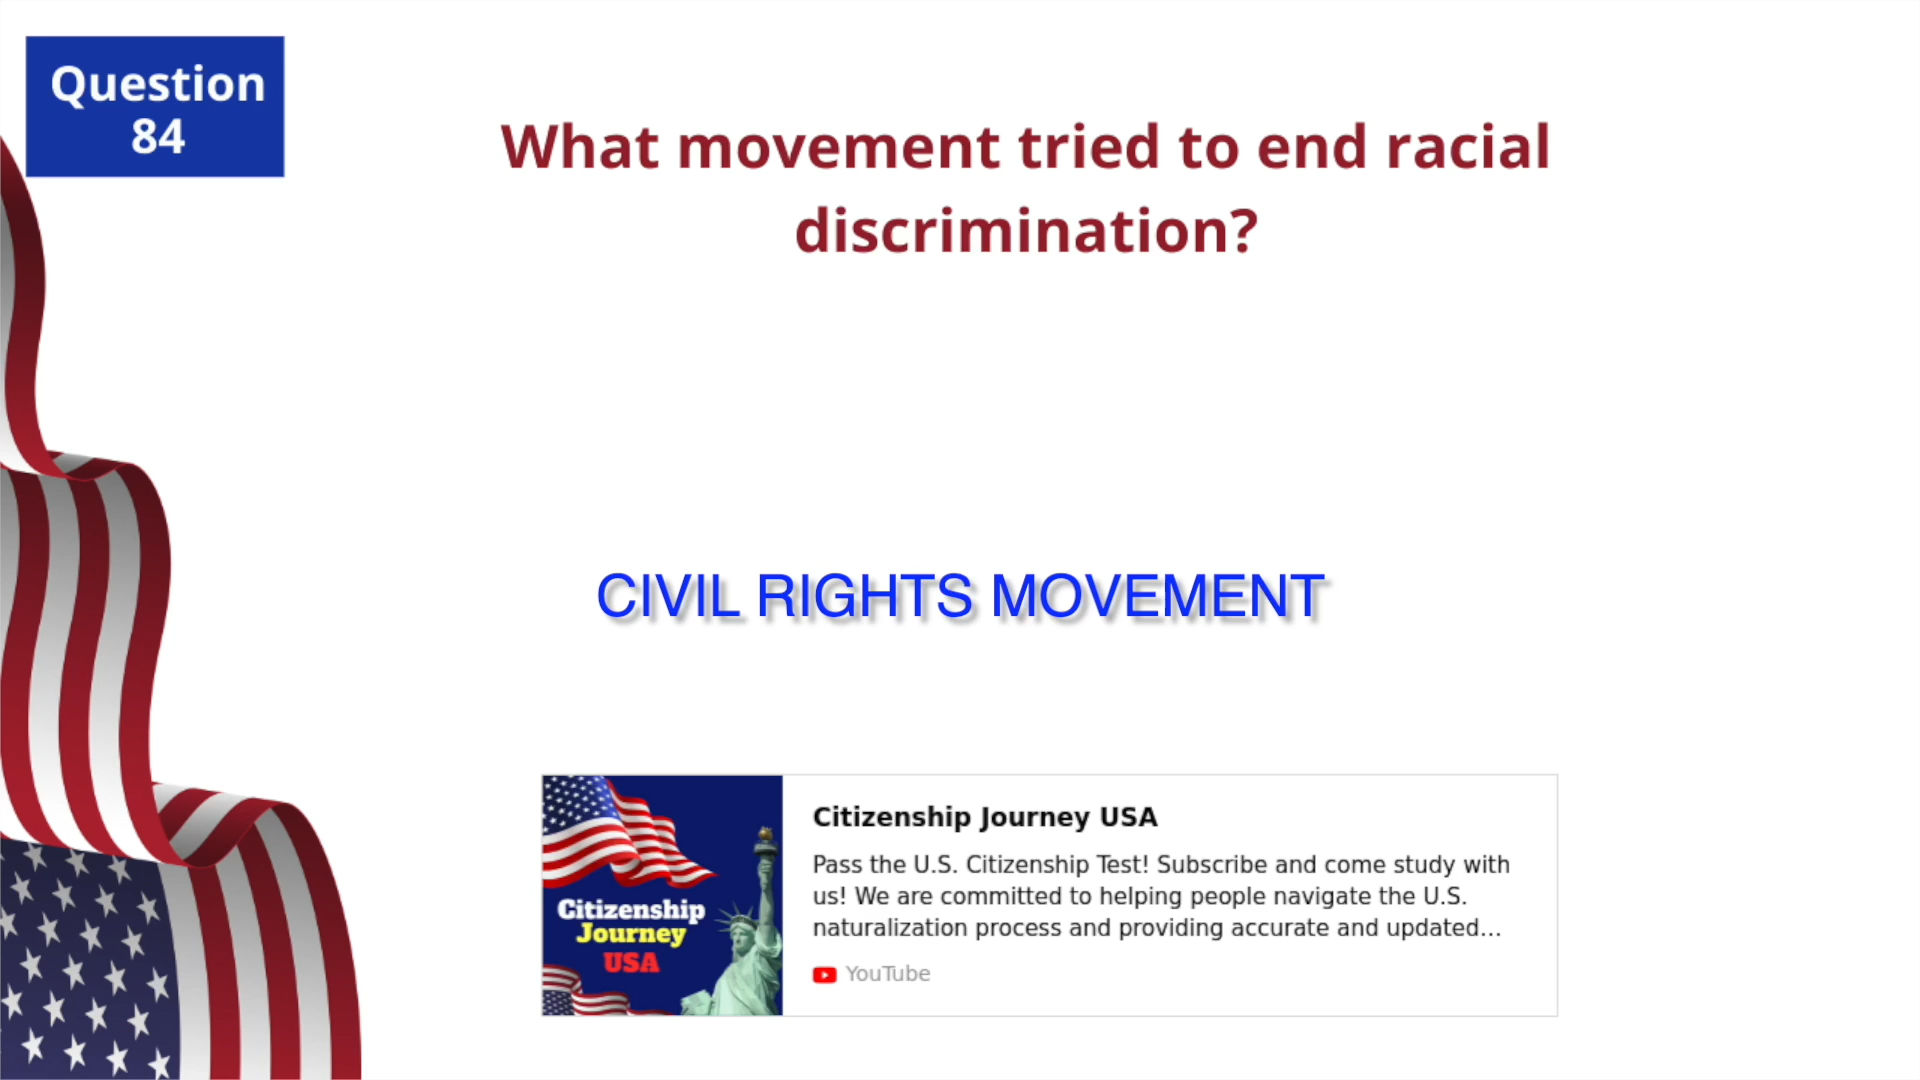 Question
84
What movement tried to end racial
discrimination?
CIVIL RIGHTS MOVEMENT
Citizenship
Journey
USA
Citizenship Journey USA
Pass the U.S. Citizenship Test! Subscribe and come study with
us! We are committed to helping people navigate the U.S.
naturalization process and providing accurate and updated...
YouTube